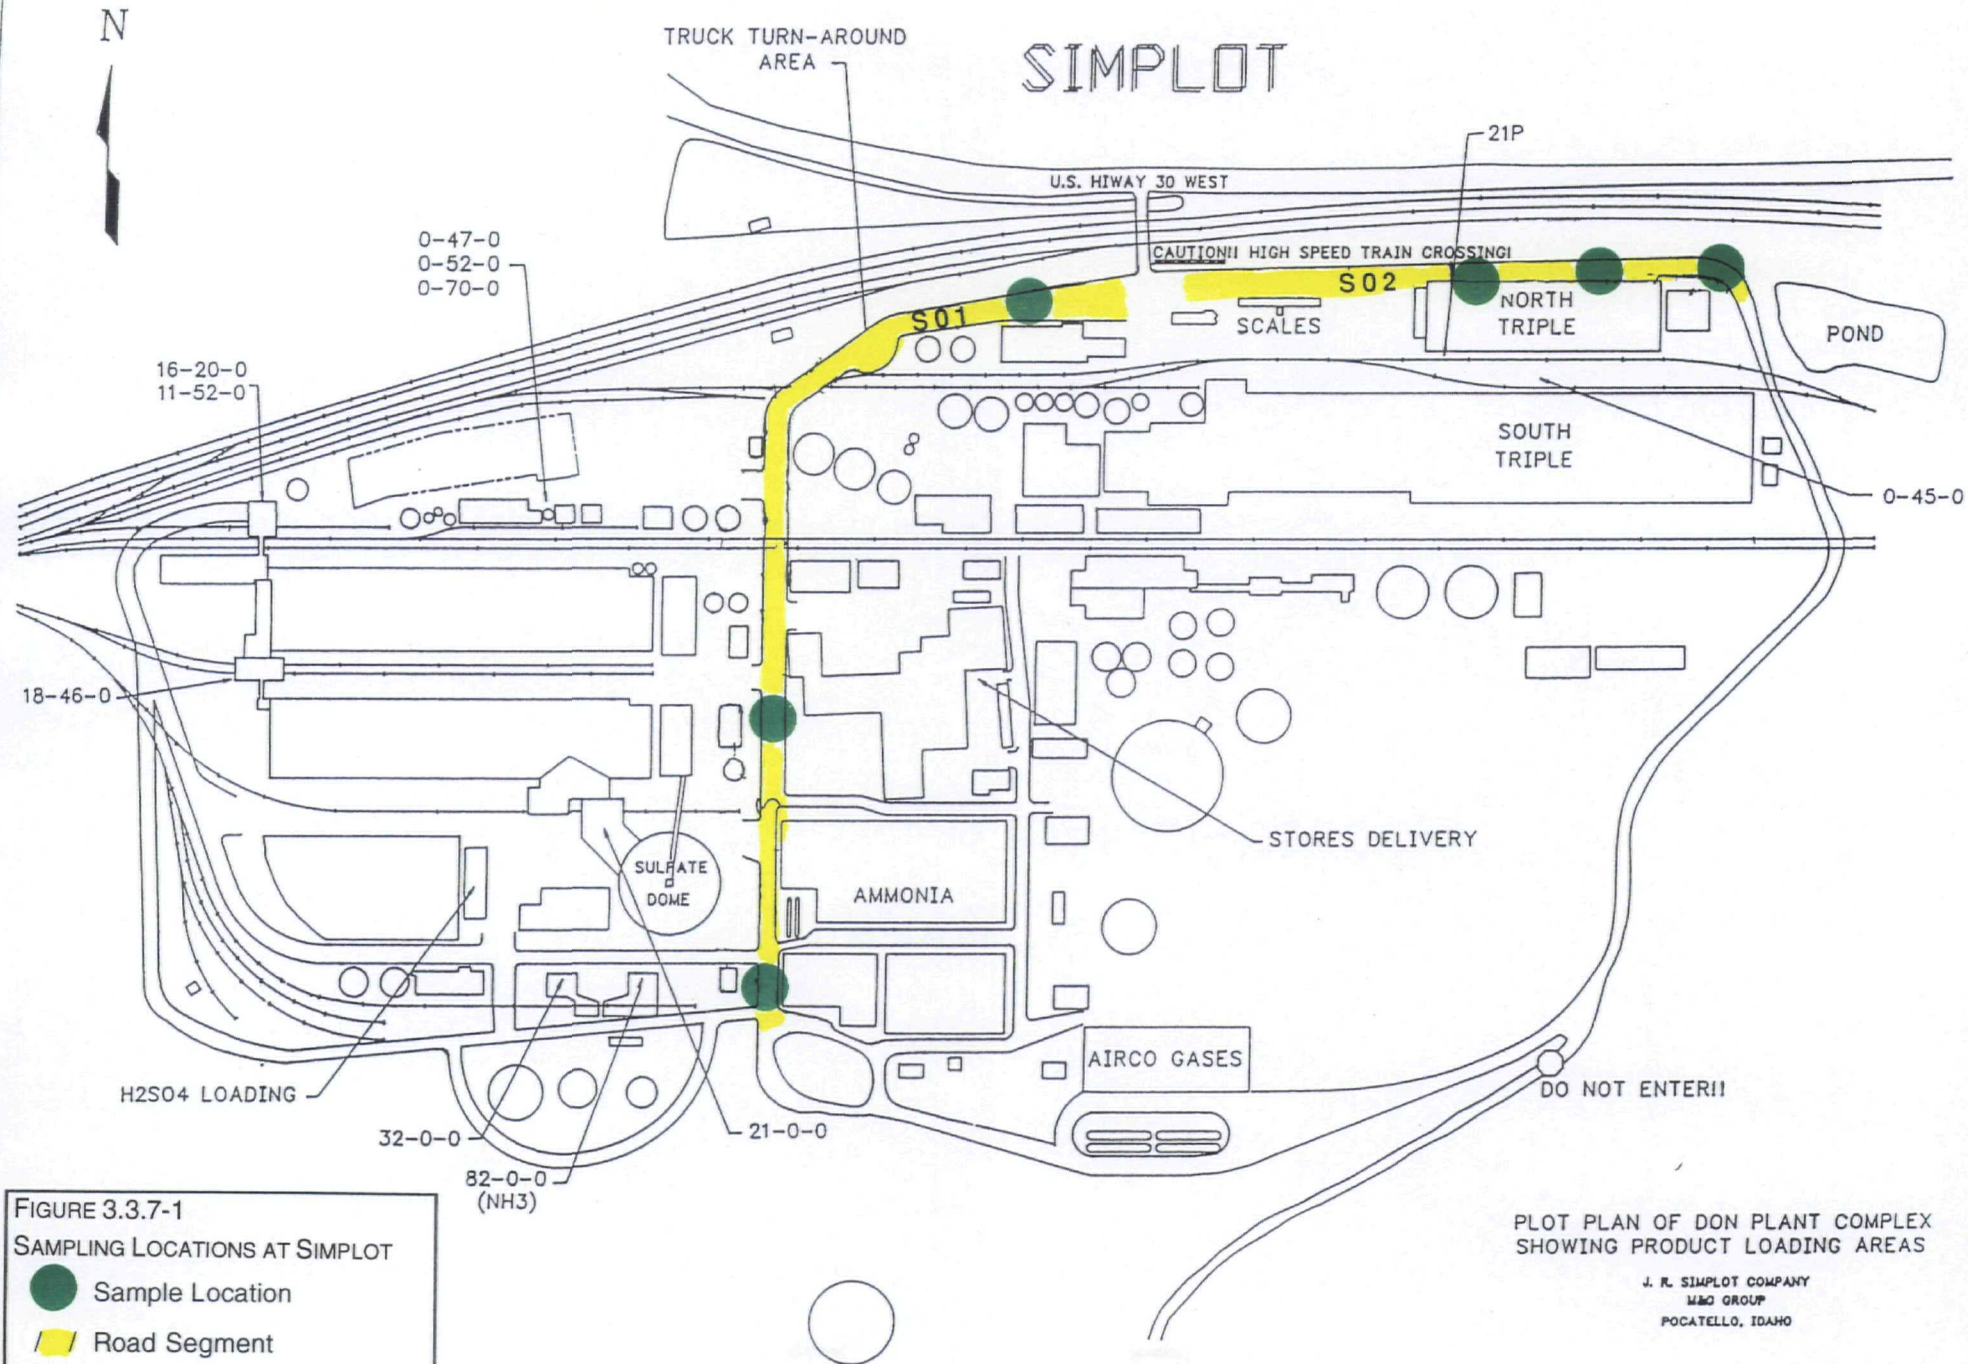 N
TRUCK TURN-AROUND
AREA
SIMPLOT
21P
U.S. HIWAY 30 WEST
CAUTION!! HIGH SPEED TRAIN CROSSING!
0-47-0
0-52-0
0-70-0
S01
S02
SCALES
NORTH
TRIPLE
POND
16-20-0
11-52-0
SOUTH
TRIPLE
0-45-0
18-46-0
STORES DELIVERY
SULFATE
DOME
AMMONIA
AIRCO GASES
DO NOT ENTER!!
H2SO4 LOADING
32-0-0
21-0-0
82-0-0
(NH3)
FIGURE 3.3.7-1
SAMPLING LOCATIONS AT SIMPLOT
Sample Location
Road Segment
PLOT PLAN OF DON PLANT COMPLEX
SHOWING PRODUCT LOADING AREAS
J. R. SIMPLOT COMPANY
M&C GROUP
POCATELLO, IDAHO